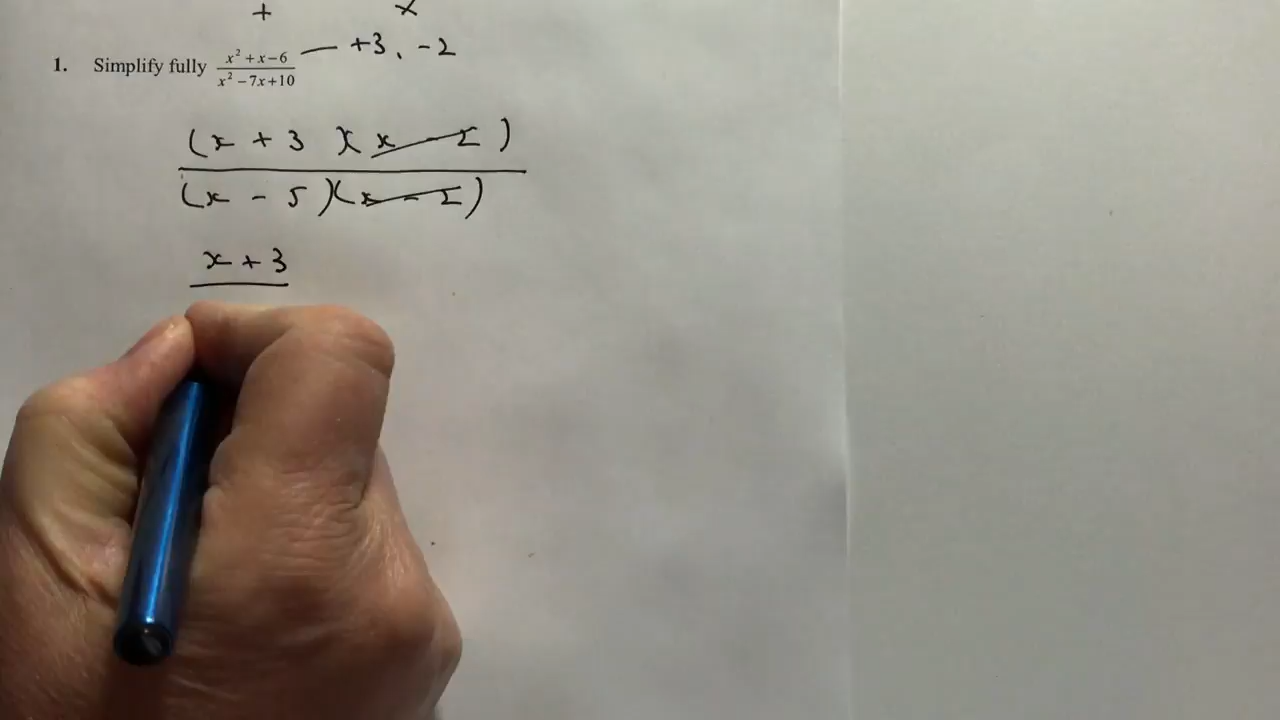 + ×
1. Simplify fully (x² + x − 6)/(x² − 7x + 10) — +3, −2
(x + 3)(x − 2)
(x − 5)(x − 2)
x + 3